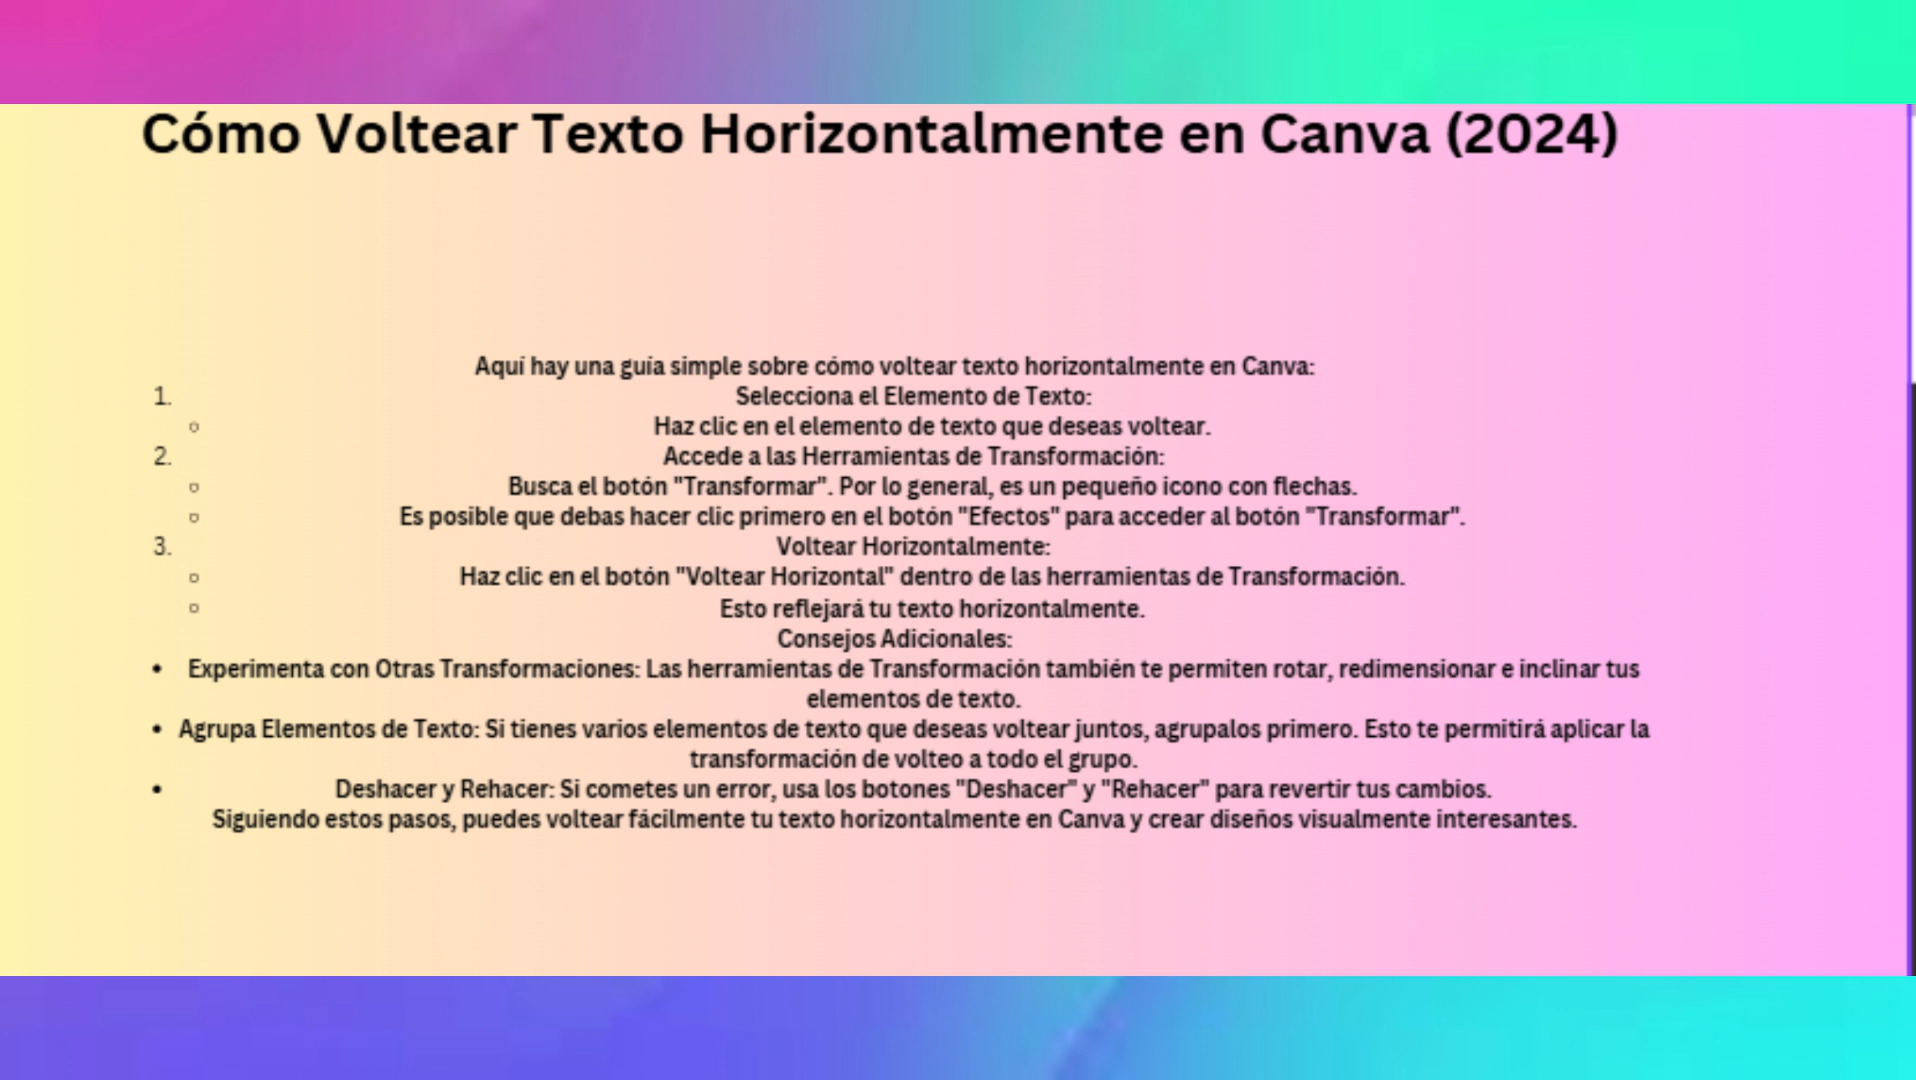 Cómo Voltear Texto Horizontalmente en Canva (2024)
Aquí hay una guía simple sobre cómo voltear texto horizontalmente en Canva:
1. Selecciona el Elemento de Texto:
○ Haz clic en el elemento de texto que deseas voltear.
2. Accede a las Herramientas de Transformación:
○ Busca el botón "Transformar". Por lo general, es un pequeño icono con flechas.
○ Es posible que debas hacer clic primero en el botón "Efectos" para acceder al botón "Transformar".
3. Voltear Horizontalmente:
○ Haz clic en el botón "Voltear Horizontal" dentro de las herramientas de Transformación.
○ Esto reflejará tu texto horizontalmente.
Consejos Adicionales:
• Experimenta con Otras Transformaciones: Las herramientas de Transformación también te permiten rotar, redimensionar e inclinar tus
elementos de texto.
• Agrupa Elementos de Texto: Si tienes varios elementos de texto que deseas voltear juntos, agrupalos primero. Esto te permitirá aplicar la
transformación de volteo a todo el grupo.
• Deshacer y Rehacer: Si cometes un error, usa los botones "Deshacer" y "Rehacer" para revertir tus cambios.
Siguiendo estos pasos, puedes voltear fácilmente tu texto horizontalmente en Canva y crear diseños visualmente interesantes.